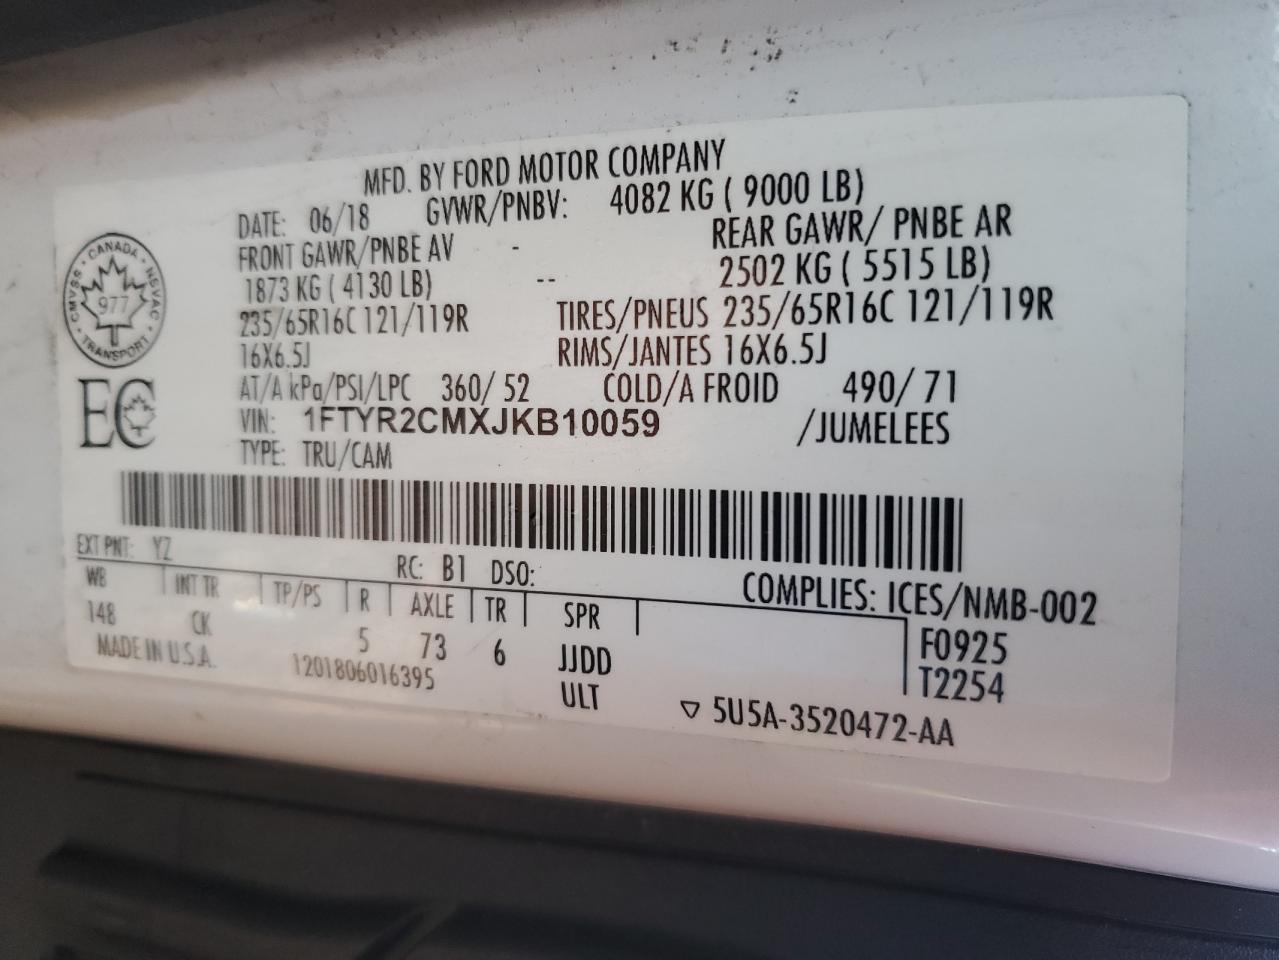 MFD. BY FORD MOTOR COMPANY
DATE: 06/18 GVWR/PNBV: 4082 KG ( 9000 LB)
FRONT GAWR/PNBE AV - REAR GAWR/ PNBE AR
1873 KG ( 4130 LB) -- 2502 KG ( 5515 LB)
235/65R16C 121/119R TIRES/PNEUS 235/65R16C 121/119R
16X6.5J RIMS/JANTES 16X6.5J
AT/A kPa/PSI/LPC 360/ 52 COLD/A FROID 490/ 71
VIN: 1FTYR2CMXJKB10059 /JUMELEES
TYPE: TRU/CAM
CANADA
CMVSS · NSVAC
977
TRANSPORT
EC
EXT PNT: YZ RC: B1 DSO:
COMPLIES: ICES/NMB-002
WB INT TR TP/PS R AXLE TR SPR
148 CK 5 73 6 JJDD
F0925
T2254
MADE IN U.S.A. 1201806016395 ULT
▽ 5U5A-3520472-AA